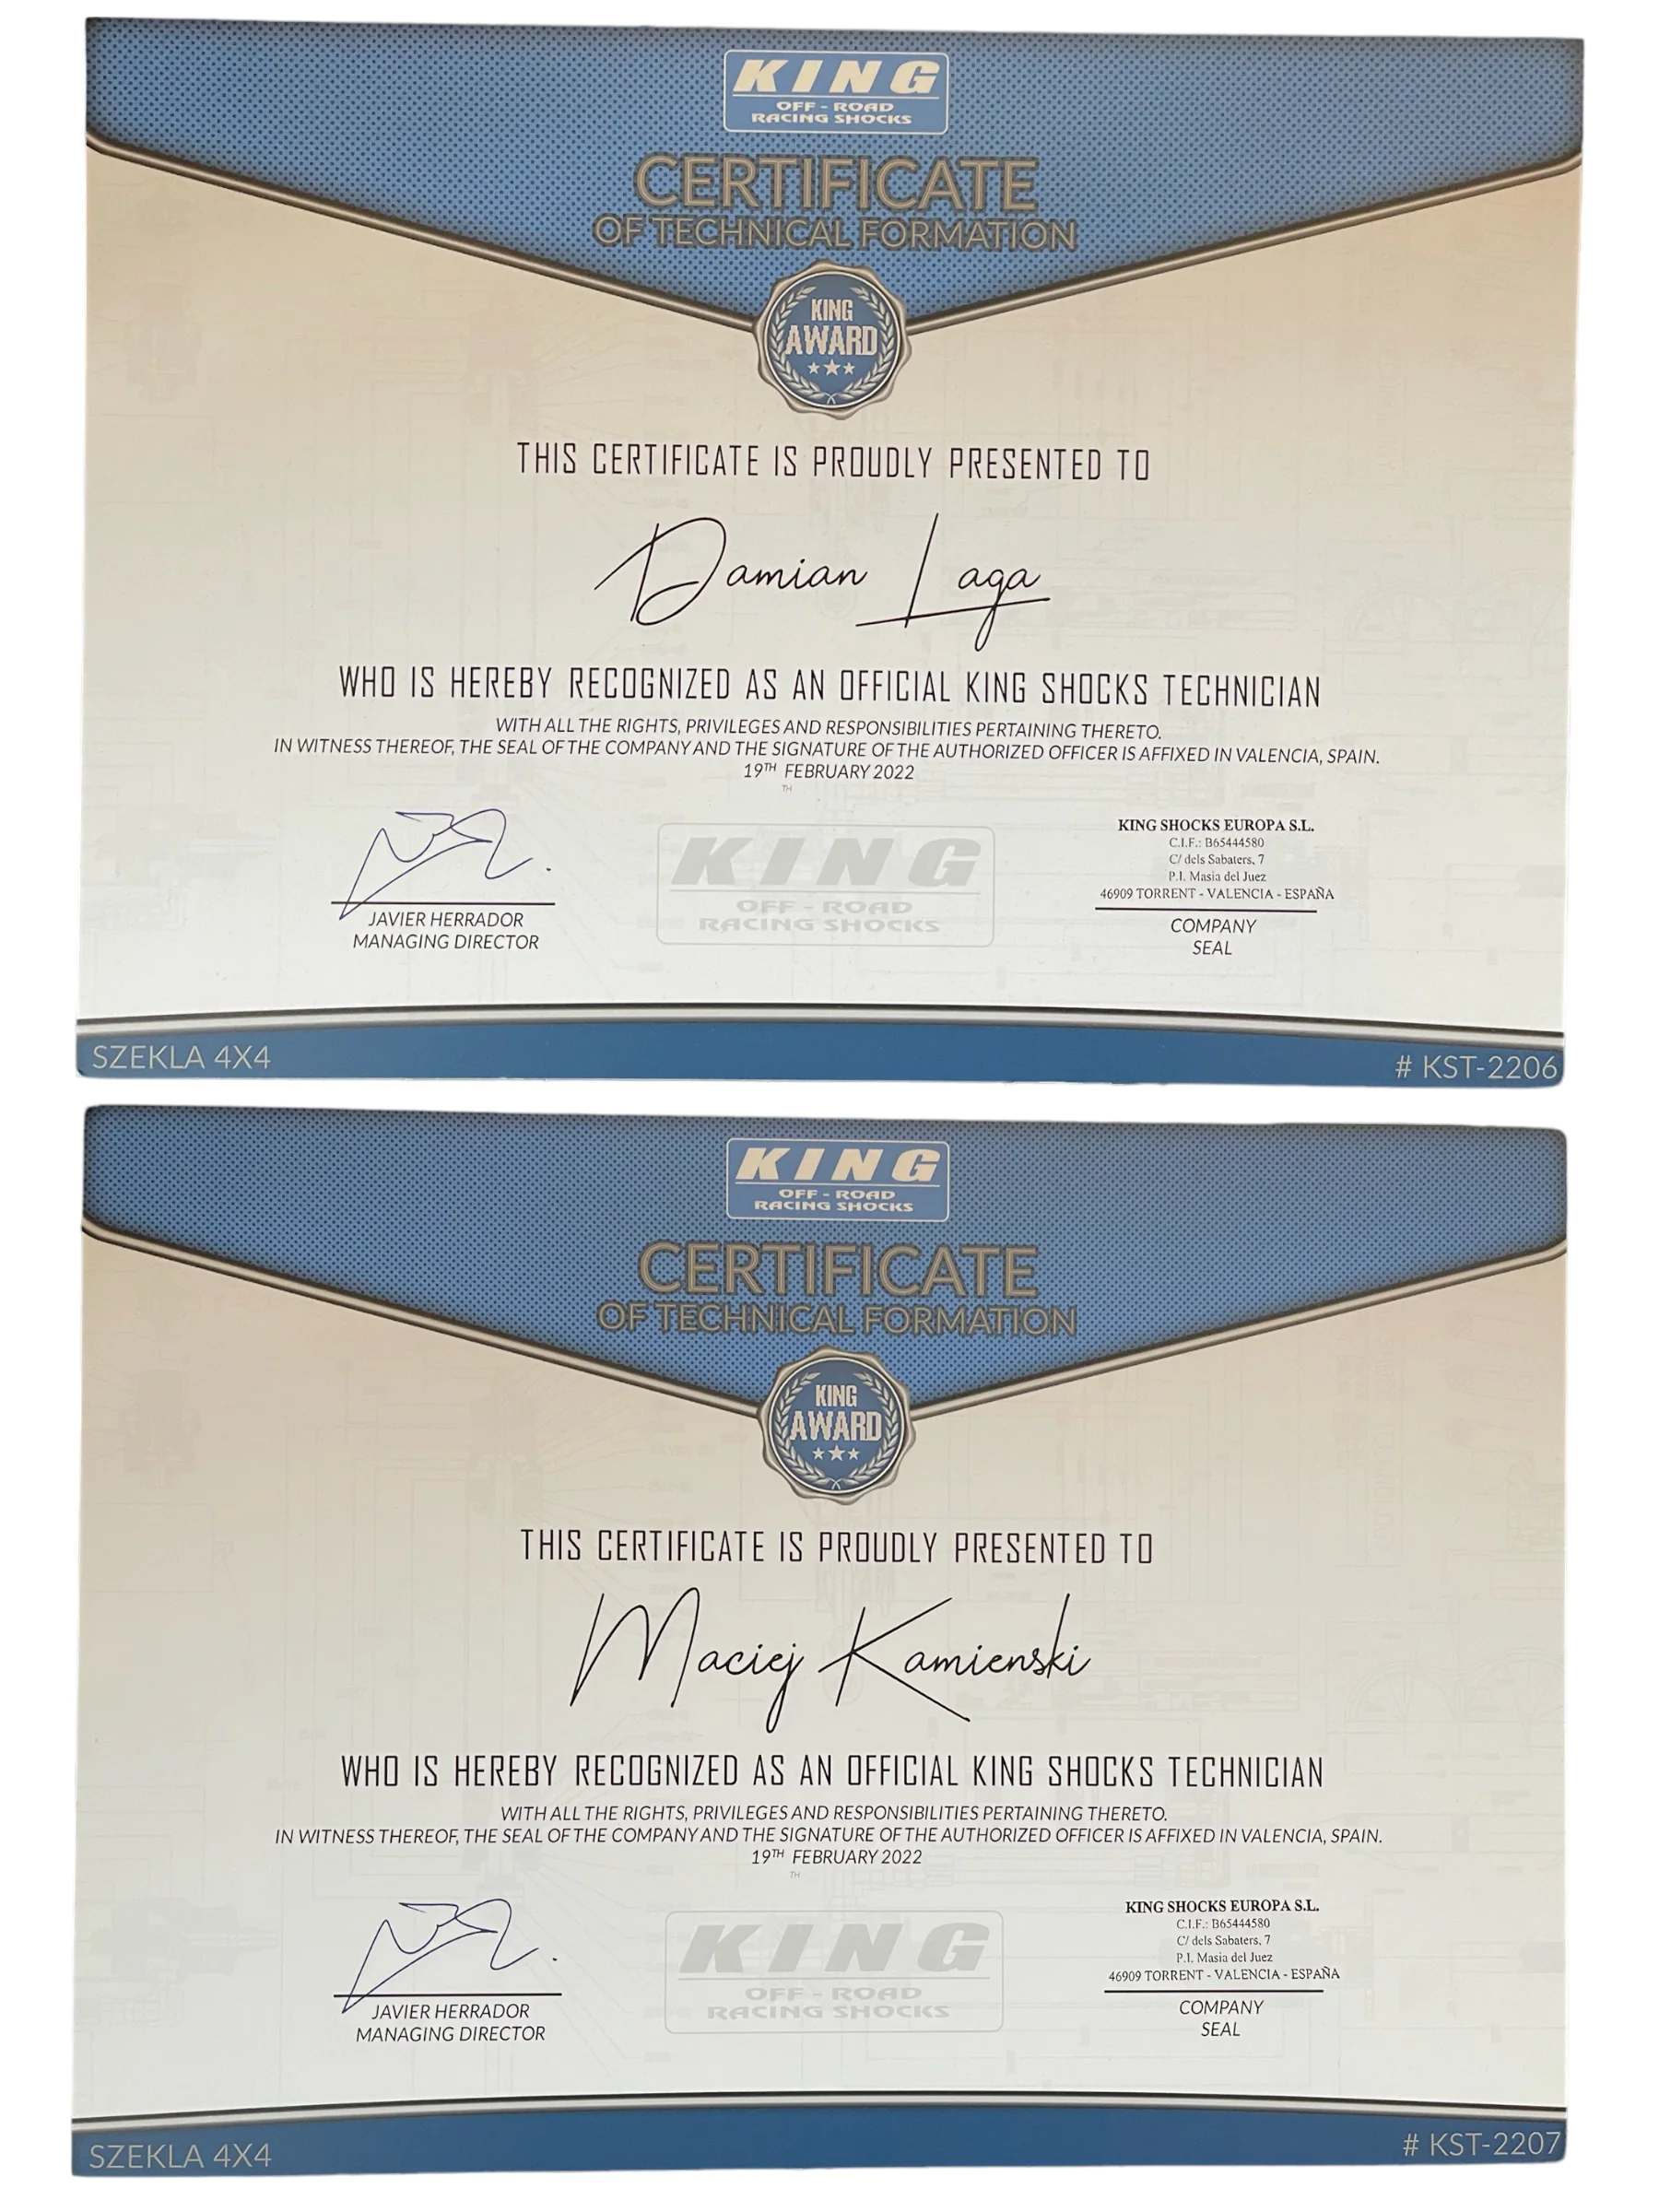 KING
OFF - ROAD
RACING SHOCKS
CERTIFICATE
OF TECHNICAL FORMATION
KING
AWARD
THIS CERTIFICATE IS PROUDLY PRESENTED TO
Damian Laga
WHO IS HEREBY RECOGNIZED AS AN OFFICIAL KING SHOCKS TECHNICIAN
WITH ALL THE RIGHTS, PRIVILEGES AND RESPONSIBILITIES PERTAINING THERETO.
IN WITNESS THEREOF, THE SEAL OF THE COMPANY AND THE SIGNATURE OF THE AUTHORIZED OFFICER IS AFFIXED IN VALENCIA, SPAIN.
19TH FEBRUARY 2022
TH
KING SHOCKS EUROPA S.L.
C.I.F.: B65444580
C/ dels Sabaters, 7
P.I. Masia del Juez
46909 TORRENT - VALENCIA - ESPAÑA
KING
OFF - ROAD
RACING SHOCKS
JAVIER HERRADOR
MANAGING DIRECTOR
COMPANY
SEAL
SZEKLA 4X4
# KST-2206
KING
OFF - ROAD
RACING SHOCKS
CERTIFICATE
OF TECHNICAL FORMATION
KING
AWARD
THIS CERTIFICATE IS PROUDLY PRESENTED TO
Maciej Kamienski
WHO IS HEREBY RECOGNIZED AS AN OFFICIAL KING SHOCKS TECHNICIAN
WITH ALL THE RIGHTS, PRIVILEGES AND RESPONSIBILITIES PERTAINING THERETO.
IN WITNESS THEREOF, THE SEAL OF THE COMPANY AND THE SIGNATURE OF THE AUTHORIZED OFFICER IS AFFIXED IN VALENCIA, SPAIN.
19TH FEBRUARY 2022
TH
KING SHOCKS EUROPA S.L.
C.I.F.: B65444580
C/ dels Sabaters, 7
P.I. Masia del Juez
46909 TORRENT - VALENCIA - ESPAÑA
KING
OFF - ROAD
RACING SHOCKS
JAVIER HERRADOR
MANAGING DIRECTOR
COMPANY
SEAL
SZEKLA 4X4
# KST-2207